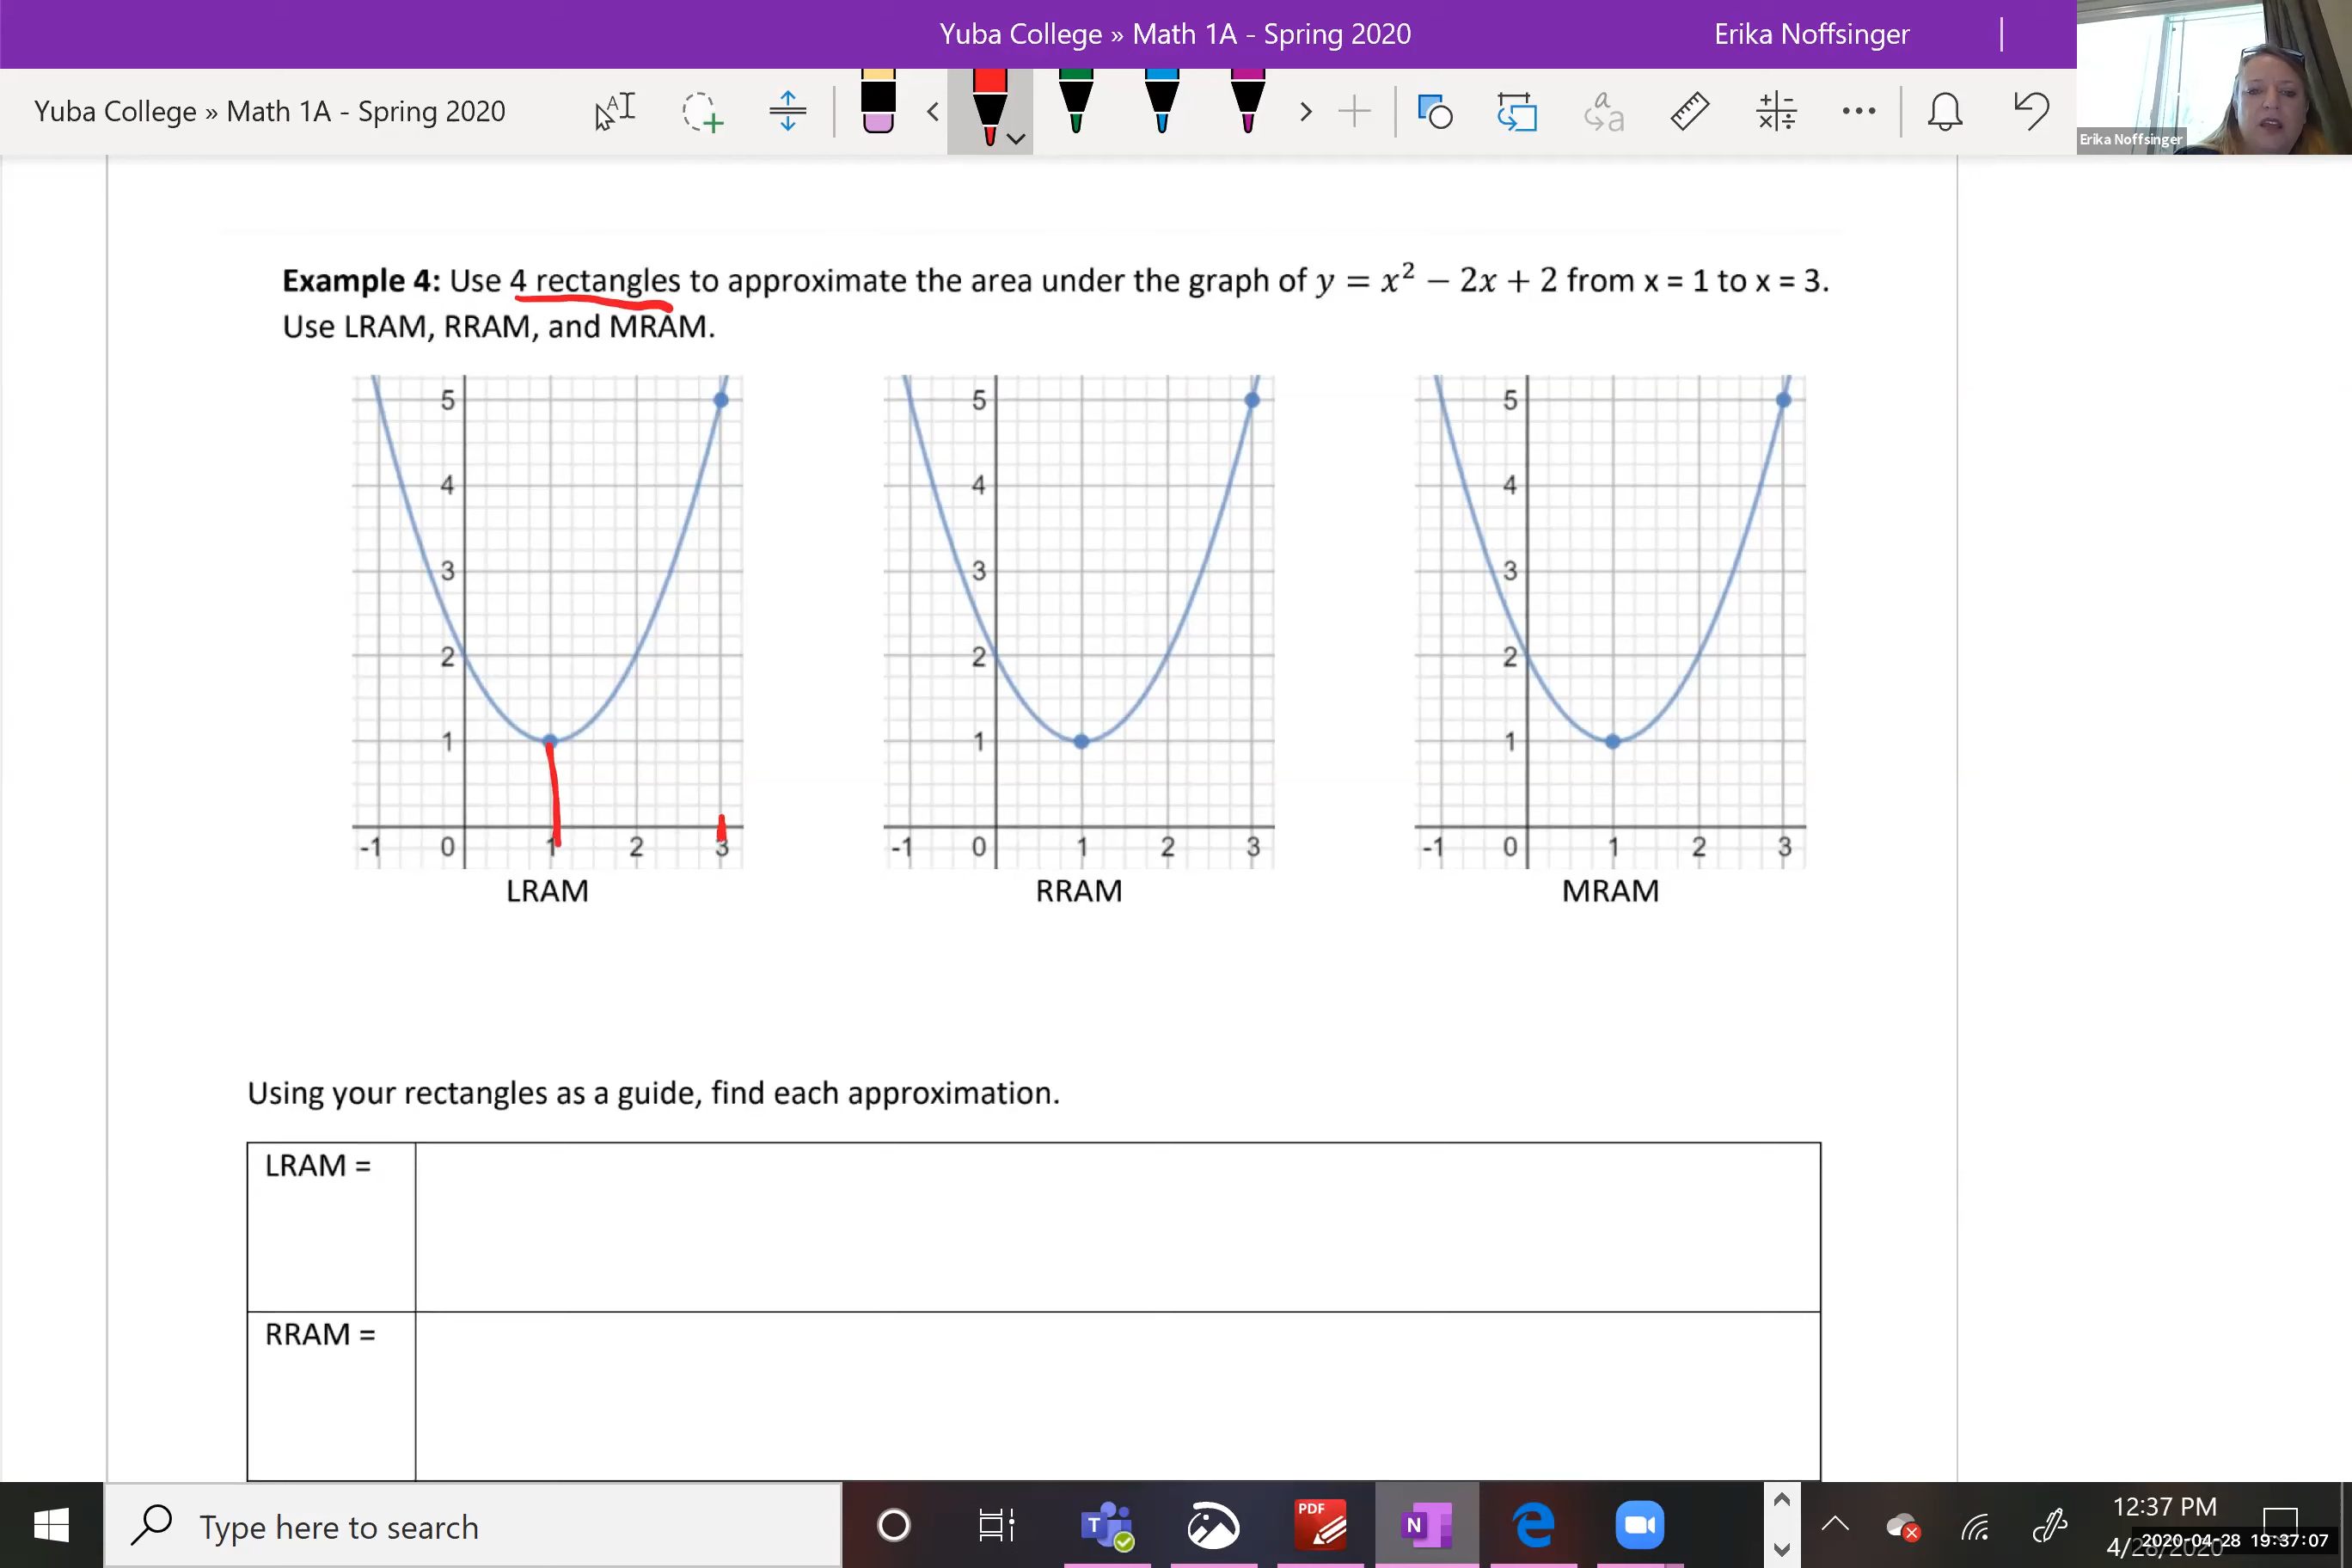 Yuba College » Math 1A - Spring 2020
Erika Noffsinger
Yuba College » Math 1A - Spring 2020
Erika Noffsinger
Example 4: Use 4 rectangles to approximate the area under the graph of y = x² − 2x + 2 from x = 1 to x = 3.
Use LRAM, RRAM, and MRAM.
5 4 3 2 1
-1 0 1 2 3
LRAM
5 4 3 2 1
-1 0 1 2 3
RRAM
5 4 3 2 1
-1 0 1 2 3
MRAM
Using your rectangles as a guide, find each approximation.
LRAM =
RRAM =
Type here to search
PDF
12:37 PM
4/28/2020
2020-04-28 19:37:07